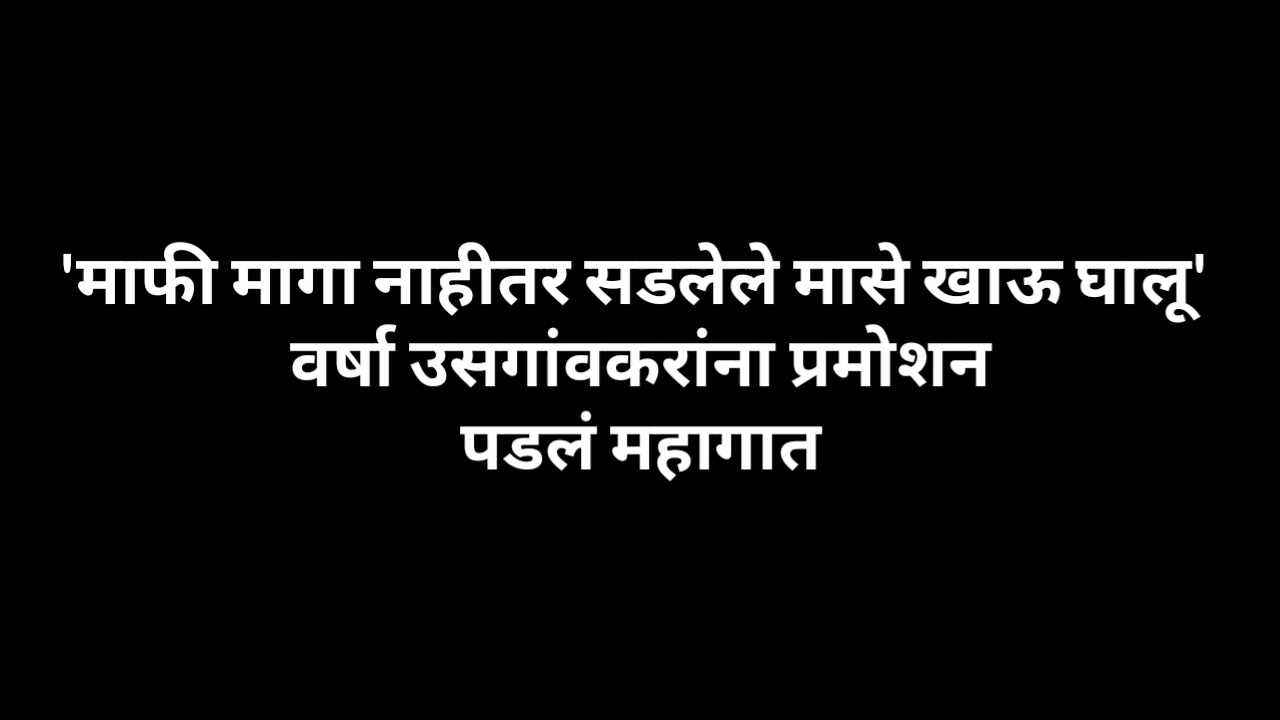 'माफी मागा नाहीतर सडलेले मासे खाऊ घालू'
वर्षा उसगांवकरांना प्रमोशन
पडलं महागात